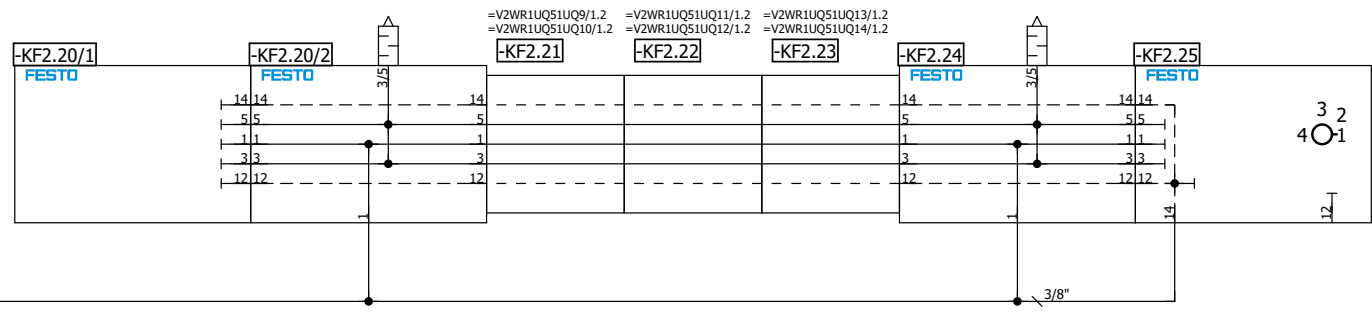 =V2WR1UQ51UQ9/1.2 =V2WR1UQ51UQ11/1.2 =V2WR1UQ51UQ13/1.2
=V2WR1UQ51UQ10/1.2 =V2WR1UQ51UQ12/1.2 =V2WR1UQ51UQ14/1.2
-KF2.20/1 -KF2.20/2 -KF2.21 -KF2.22 -KF2.23 -KF2.24 -KF2.25
FESTO FESTO FESTO FESTO
3/5 3/5
14 14 14 14 14 14
5 5 5 5 5 5
1 1 1 1 1 1
3 3 3 3 3 3
12 12 12 12 12 12
3 2
4 1
1 1 14 12
3/8"